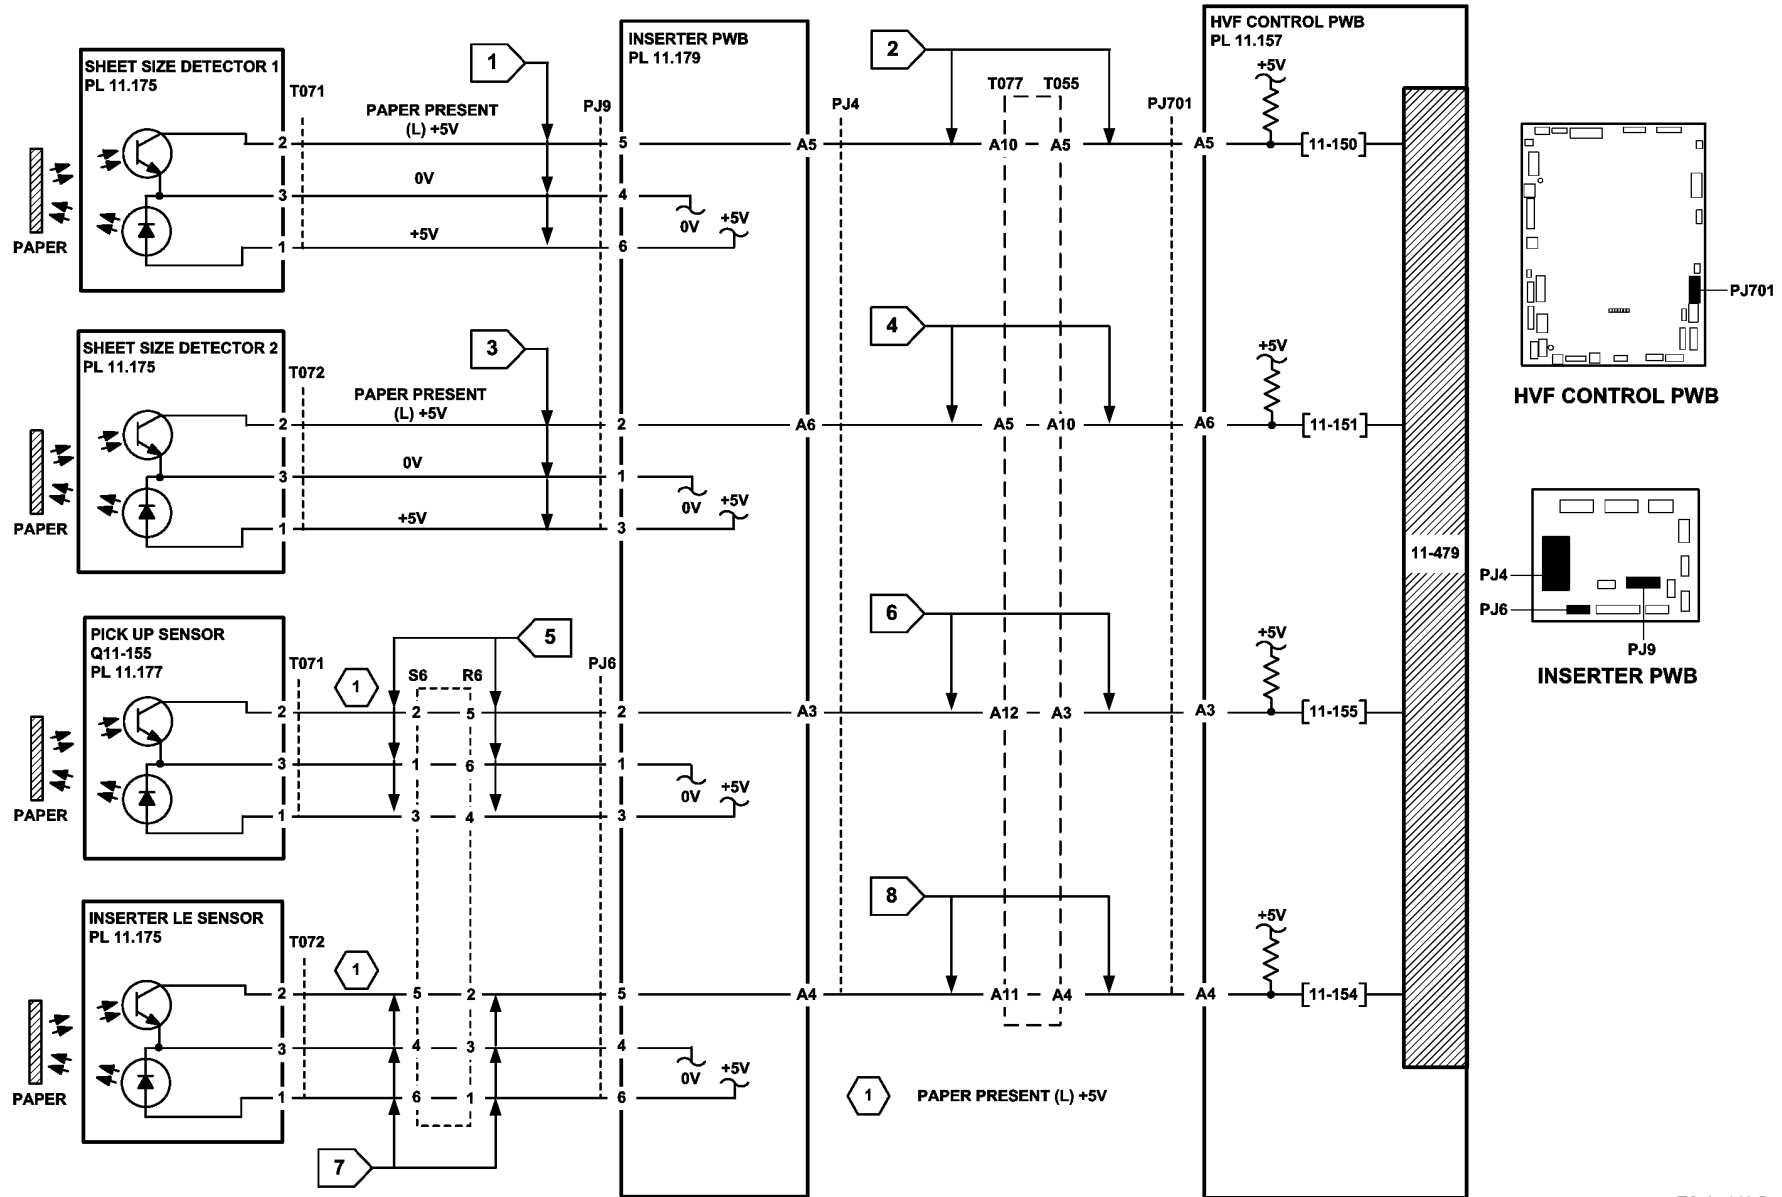 SHEET SIZE DETECTOR 1
PL 11.175
T071
PAPER PRESENT
(L) +5V
0V
+5V
2
3
1
PAPER
1
PJ9
INSERTER PWB
PL 11.179
5
4
6
0V
+5V
A5
PJ4
2
T077 T055
A10 A5
PJ701
HVF CONTROL PWB
PL 11.157
+5V
A5
[11-150]
SHEET SIZE DETECTOR 2
PL 11.175
T072
PAPER PRESENT
(L) +5V
0V
+5V
2
3
1
PAPER
3
2
1
3
0V
+5V
A6
4
A5 A10
A6
+5V
[11-151]
11-479
PICK UP SENSOR
Q11-155
PL 11.177
T071
1
S6 R6
5
PJ6
2
3
1
PAPER
2 5
1 6
3 4
2
1
3
0V
+5V
A3
6
A12 A3
A3
+5V
[11-155]
INSERTER LE SENSOR
PL 11.175
T072
1
2
3
1
PAPER
5 2
4 3
6 1
7
5
4
6
0V
+5V
A4
8
A11 A4
A4
+5V
[11-154]
1 PAPER PRESENT (L) +5V
PJ701
HVF CONTROL PWB
PJ4
PJ6
PJ9
INSERTER PWB